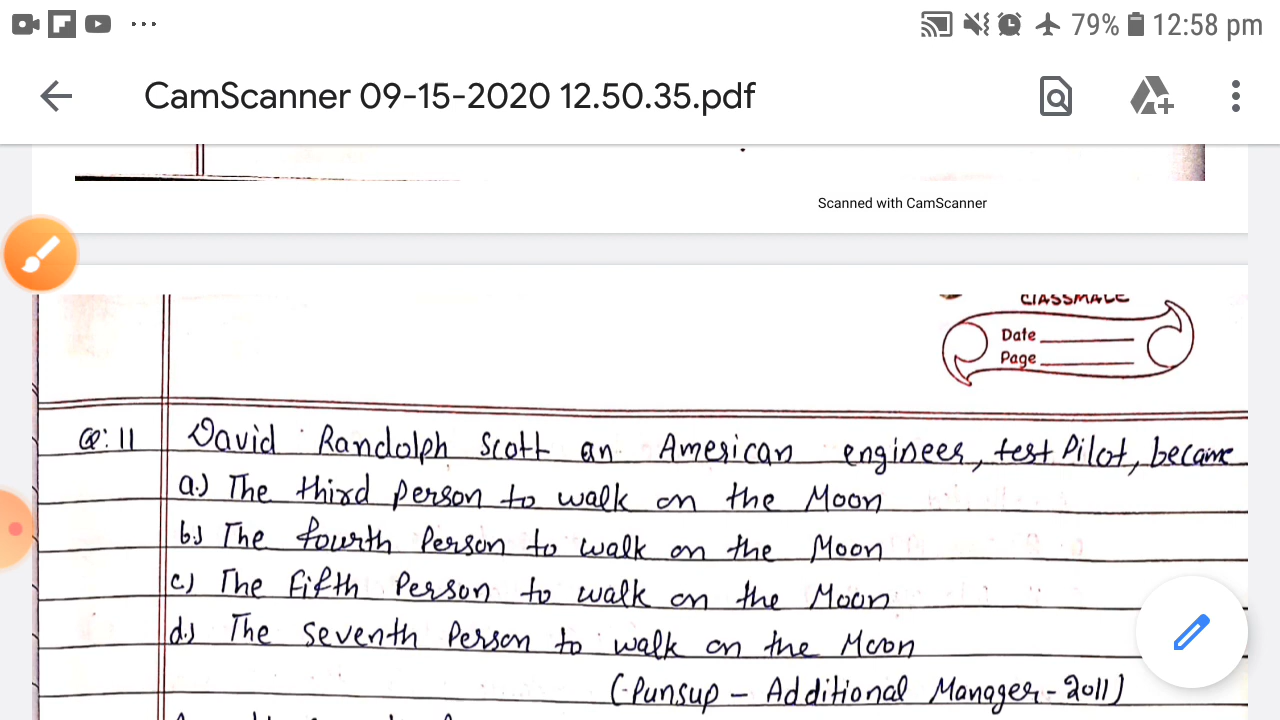 79% 12:58 pm
CamScanner 09-15-2020 12.50.35.pdf
Scanned with CamScanner
CLASSMATE
Date
Page
Q: 11 David Randolph Scott an American engineer, test Pilot, became
a.) The third person to walk on the Moon
b.) The fourth Person to walk on the Moon
c.) The Fifth Person to walk on the Moon
d.) The Seventh Person to walk on the Moon
(Punsup - Additional Manager-2011)